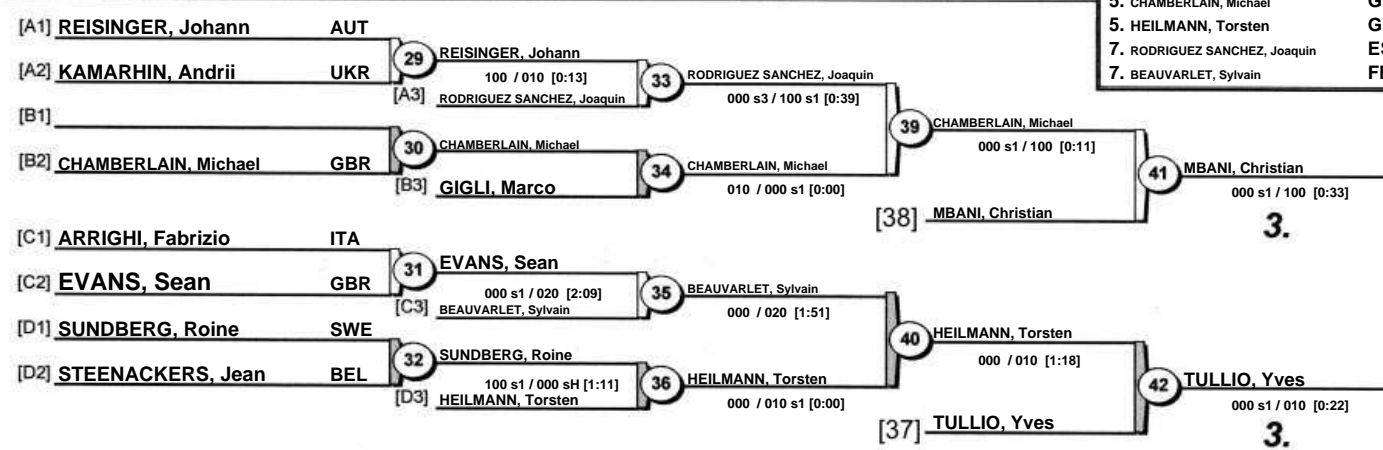 5. CHAMBERLAIN, Michael G
5. HEILMANN, Torsten G
7. RODRIGUEZ SANCHEZ, Joaquin ES
7. BEAUVARLET, Sylvain
[A1] REISINGER, Johann AUT
29 REISINGER, Johann
[A2] KAMARHIN, Andrii UKR
100 / 010 [0:13]
[A3] RODRIGUEZ SANCHEZ, Joaquin
33 RODRIGUEZ SANCHEZ, Joaquin
000 s3 / 100 s1 [0:39]
[B1]
30 CHAMBERLAIN, Michael
[B2] CHAMBERLAIN, Michael GBR
[B3] GIGLI, Marco
34 CHAMBERLAIN, Michael
010 / 000 s1 [0:00]
39 CHAMBERLAIN, Michael
000 s1 / 100 [0:11]
[38] MBANI, Christian
41 MBANI, Christian
000 s1 / 100 [0:33]
3.
[C1] ARRIGHI, Fabrizio ITA
31 EVANS, Sean
[C2] EVANS, Sean GBR
000 s1 / 020 [2:09]
[C3] BEAUVARLET, Sylvain
35 BEAUVARLET, Sylvain
000 / 020 [1:51]
[D1] SUNDBERG, Roine SWE
32 SUNDBERG, Roine
[D2] STEENACKERS, Jean BEL
100 s1 / 000 sH [1:11]
[D3] HEILMANN, Torsten
36 HEILMANN, Torsten
000 / 010 s1 [0:00]
40 HEILMANN, Torsten
000 / 010 [1:18]
[37] TULLIO, Yves
42 TULLIO, Yves
000 s1 / 010 [0:22]
3.